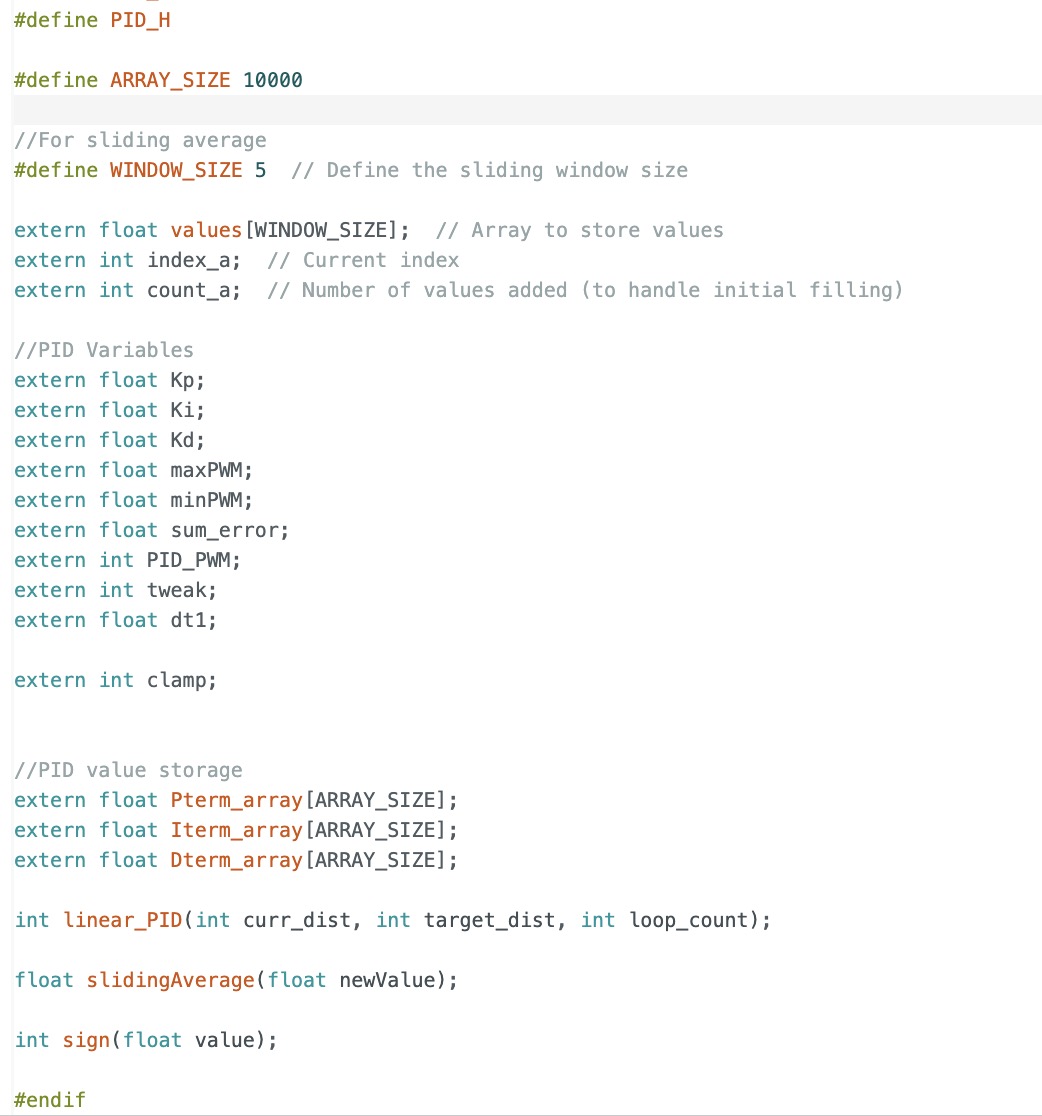 #define PID_H
#define ARRAY_SIZE 10000
//For sliding average
#define WINDOW_SIZE 5  // Define the sliding window size
extern float values[WINDOW_SIZE];  // Array to store values
extern int index_a;  // Current index
extern int count_a;  // Number of values added (to handle initial filling)
//PID Variables
extern float Kp;
extern float Ki;
extern float Kd;
extern float maxPWM;
extern float minPWM;
extern float sum_error;
extern int PID_PWM;
extern int tweak;
extern float dt1;
extern int clamp;
//PID value storage
extern float Pterm_array[ARRAY_SIZE];
extern float Iterm_array[ARRAY_SIZE];
extern float Dterm_array[ARRAY_SIZE];
int linear_PID(int curr_dist, int target_dist, int loop_count);
float slidingAverage(float newValue);
int sign(float value);
#endif